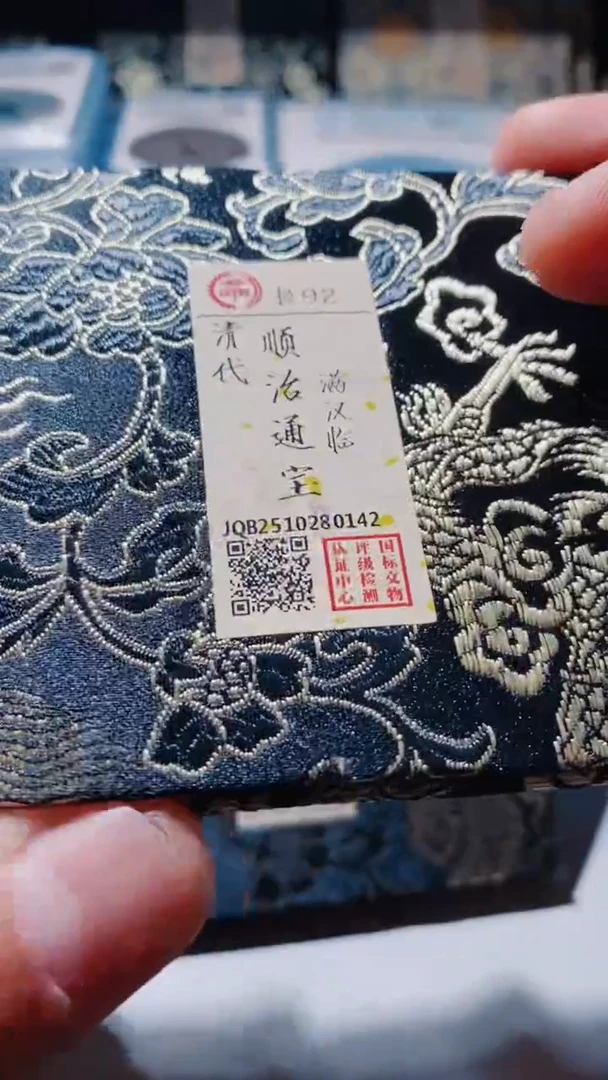 92
清代
顺治通宝
满汉临
JQB2510280142
国标文物
评级检测
认证中心